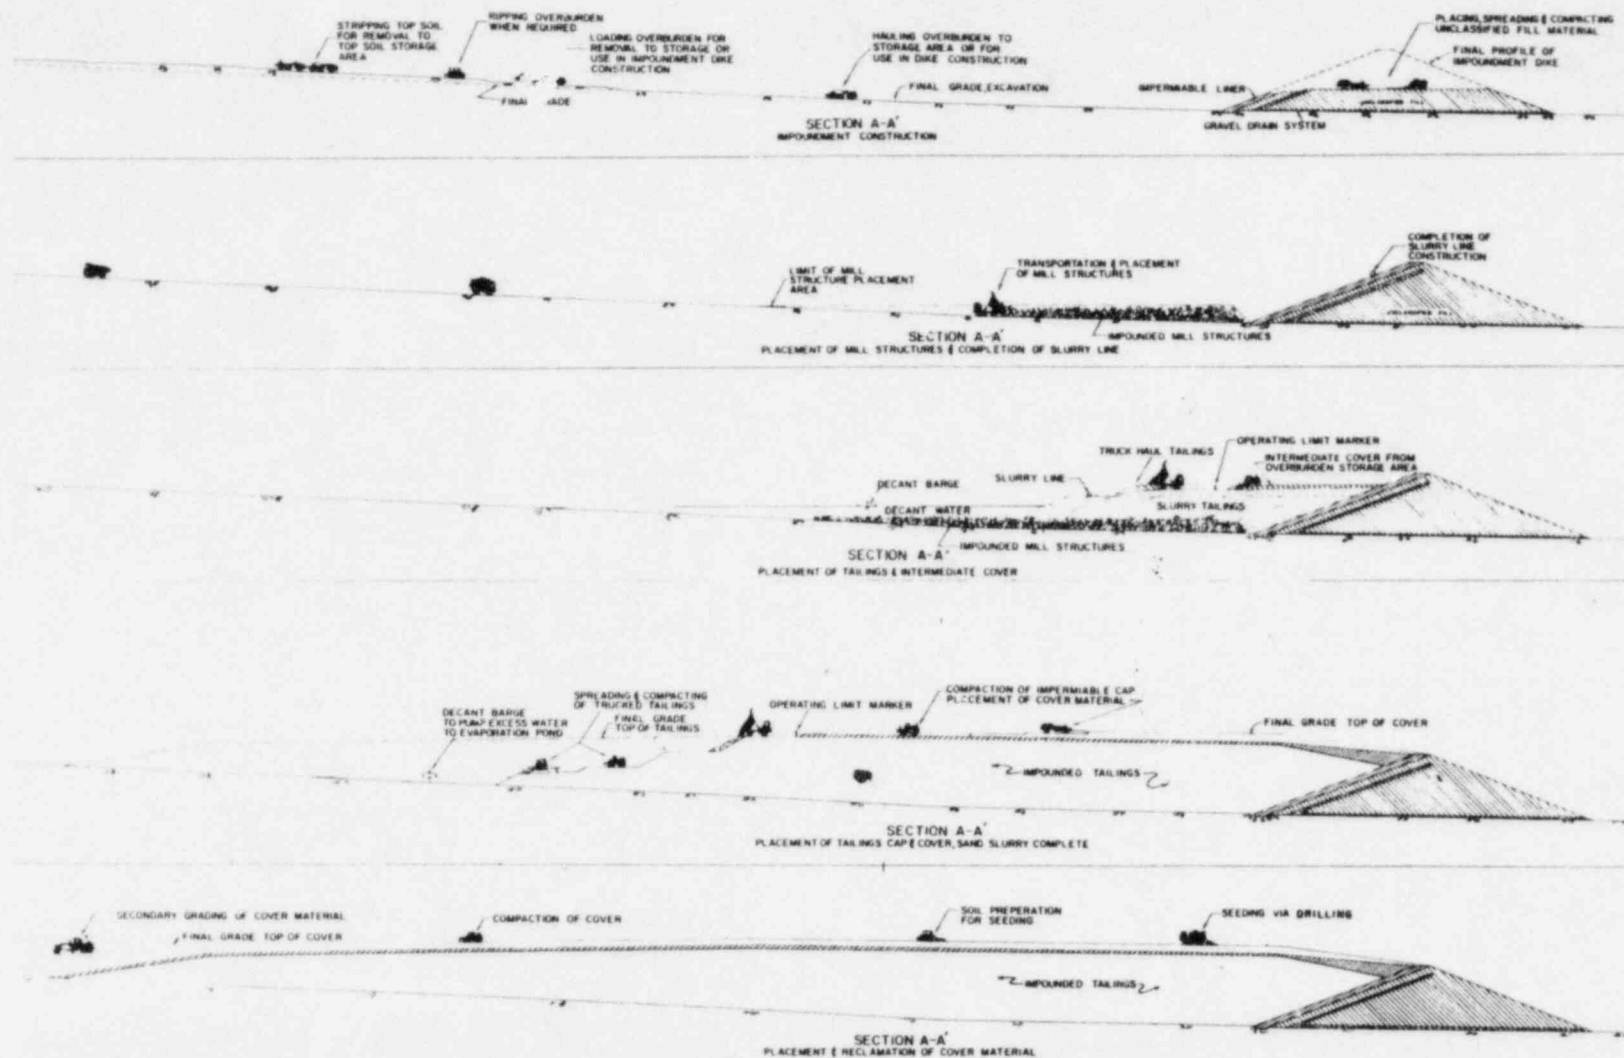 STRIPPING TOP SOIL
FOR REMOVAL TO
TOP SOIL STORAGE
AREA
RIPPING OVERBURDEN
WHEN REQUIRED
LOADING OVERBURDEN FOR
REMOVAL TO STORAGE OR
USE IN IMPOUNDMENT DIKE
CONSTRUCTION
FINAL
HAULING OVERBURDEN TO
STORAGE AREA OR FOR
USE IN DIKE CONSTRUCTION
FINAL GRADE, EXCAVATION
PLACING, SPREADING & COMPACTING
UNCLASSIFIED FILL MATERIAL
FINAL PROFILE OF
IMPOUNDMENT DIKE
IMPERMIABLE LINER
GRAVEL DRAIN SYSTEM
SECTION A-A'
IMPOUNDMENT CONSTRUCTION
LIMIT OF MILL
STRUCTURE PLACEMENT
AREA
TRANSPORTATION & PLACEMENT
OF MILL STRUCTURES
COMPLETION OF
SLURRY LINE
CONSTRUCTION
IMPOUNDED MILL STRUCTURES
SECTION A-A'
PLACEMENT OF MILL STRUCTURES & COMPLETION OF SLURRY LINE
TRUCK HAUL TAILINGS
OPERATING LIMIT MARKER
INTERMEDIATE COVER FROM
OVERBURDEN STORAGE AREA
DECANT BARGE
SLURRY LINE
SLURRY TAILINGS
DECANT WATER
IMPOUNDED MILL STRUCTURES
SECTION A-A'
PLACEMENT OF TAILINGS & INTERMEDIATE COVER
DECANT BARGE
TO PUMP EXCESS WATER
TO EVAPORATION POND
SPREADING & COMPACTING
OF TRUCKED TAILINGS
FINAL GRADE
TOP OF TAILINGS
OPERATING LIMIT MARKER
COMPACTION OF IMPERMIABLE CAP
PLACEMENT OF COVER MATERIAL
FINAL GRADE TOP OF COVER
IMPOUNDED TAILINGS
SECTION A-A'
PLACEMENT OF TAILINGS CAP & COVER, SAND SLURRY COMPLETE
SECONDARY GRADING OF COVER MATERIAL
FINAL GRADE TOP OF COVER
COMPACTION OF COVER
SOIL PREPERATION
FOR SEEDING
SEEDING VIA DRILLING
IMPOUNDED TAILINGS
SECTION A-A'
PLACEMENT & RECLAMATION OF COVER MATERIAL